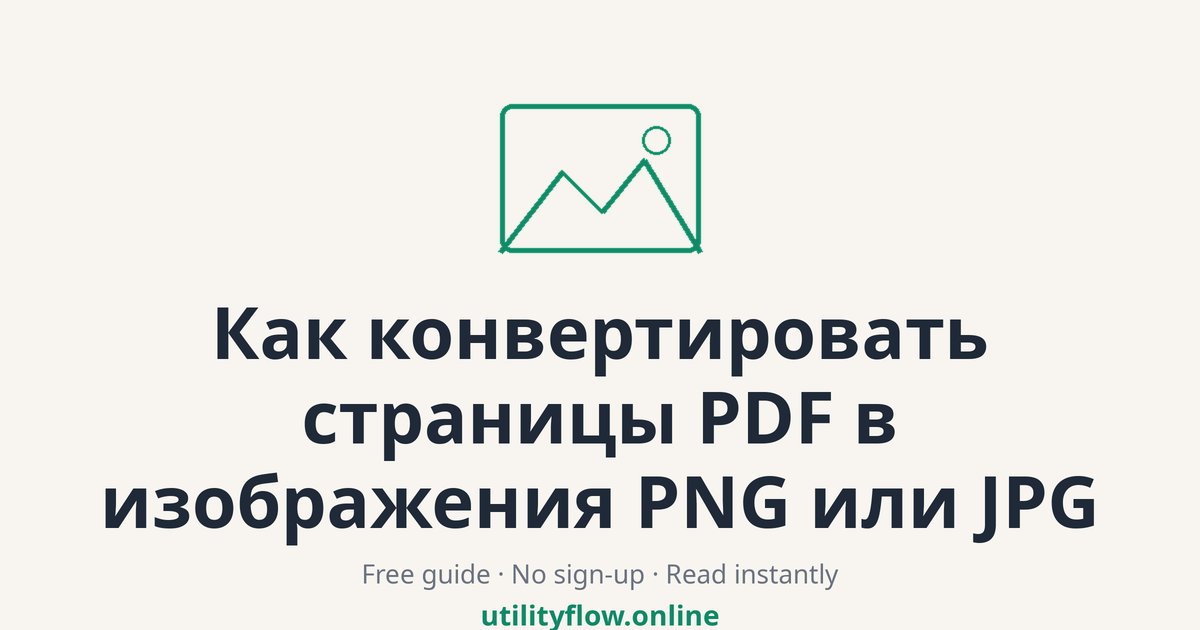 Как конвертировать
страницы PDF в
изображения PNG или JPG
Free guide · No sign-up · Read instantly
utilityflow.online